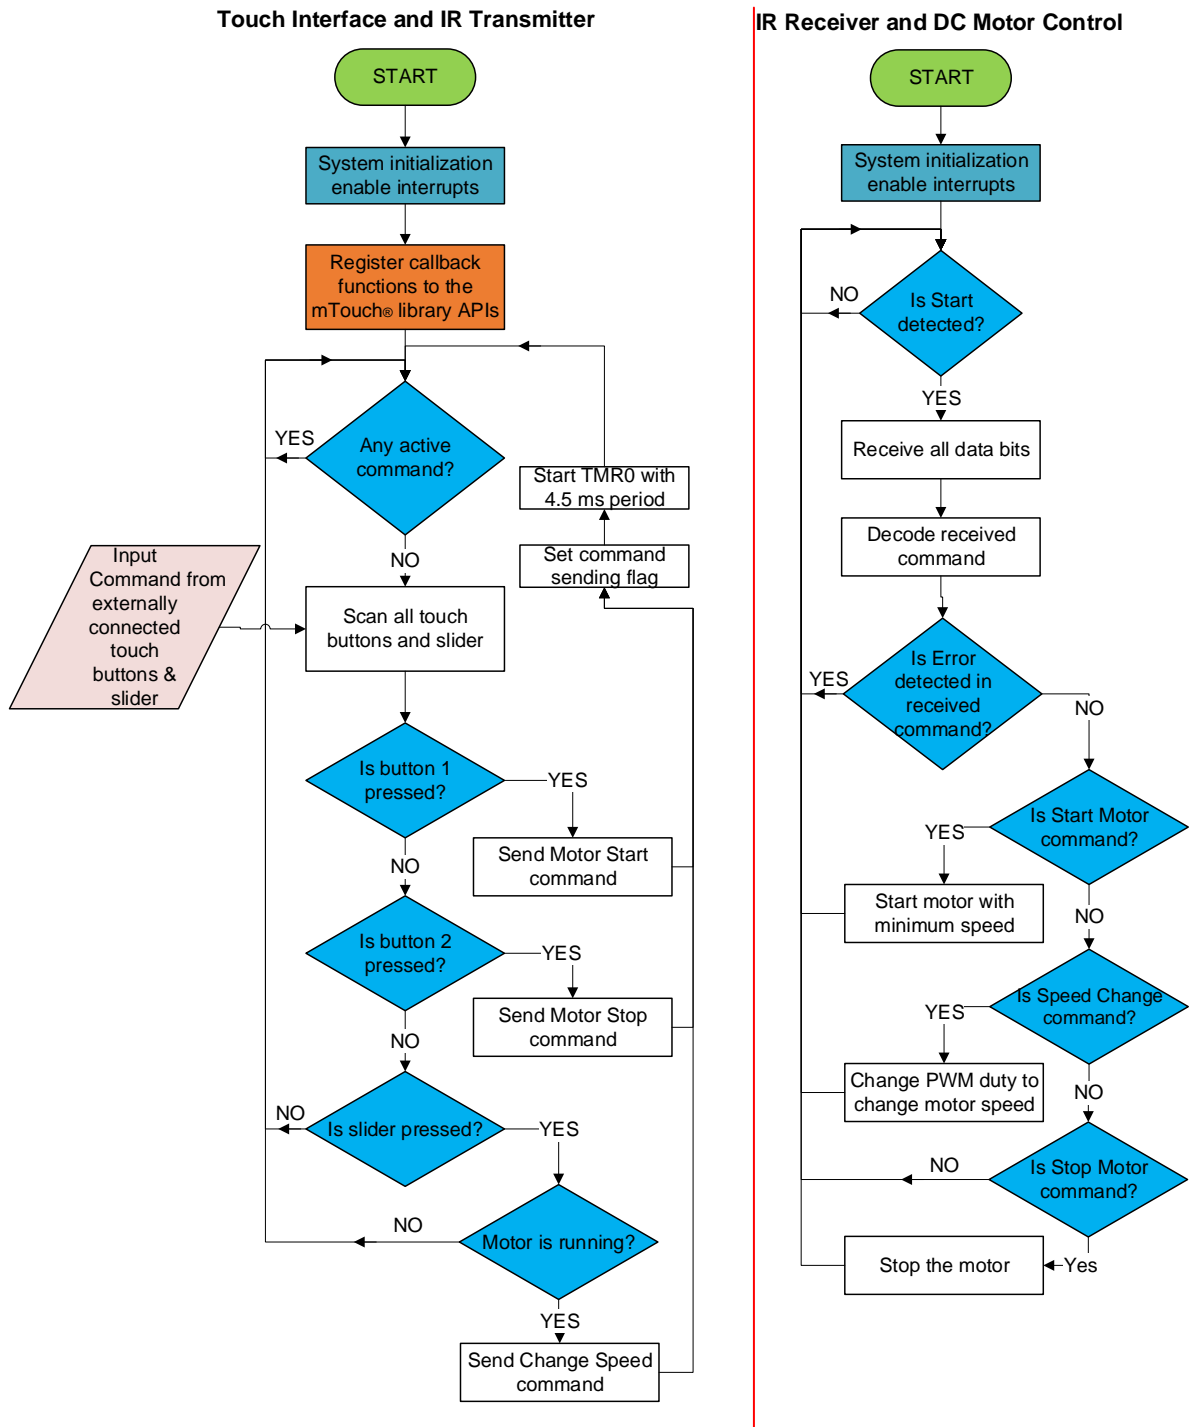 Touch Interface and IR Transmitter
START
System initialization
enable interrupts
Register callback
functions to the
mTouch® library APIs
YES
Any active
command?
NO
Start TMR0 with
4.5 ms period
Set command
sending flag
Input
Command from
externally
connected
touch
buttons &
slider
Scan all touch
buttons and slider
Is button 1
pressed?
YES
Send Motor Start
command
NO
Is button 2
pressed?
YES
Send Motor Stop
command
NO
NO
Is slider pressed?
YES
NO
Motor is running?
YES
Send Change Speed
command
IR Receiver and DC Motor Control
START
System initialization
enable interrupts
NO
Is Start
detected?
YES
Receive all data bits
Decode received
command
YES
Is Error
detected in
received
command?
NO
Is Start Motor
command?
YES
Start motor with
minimum speed
NO
Is Speed Change
command?
YES
Change PWM duty to
change motor speed
NO
Is Stop Motor
command?
NO
Stop the motor
Yes